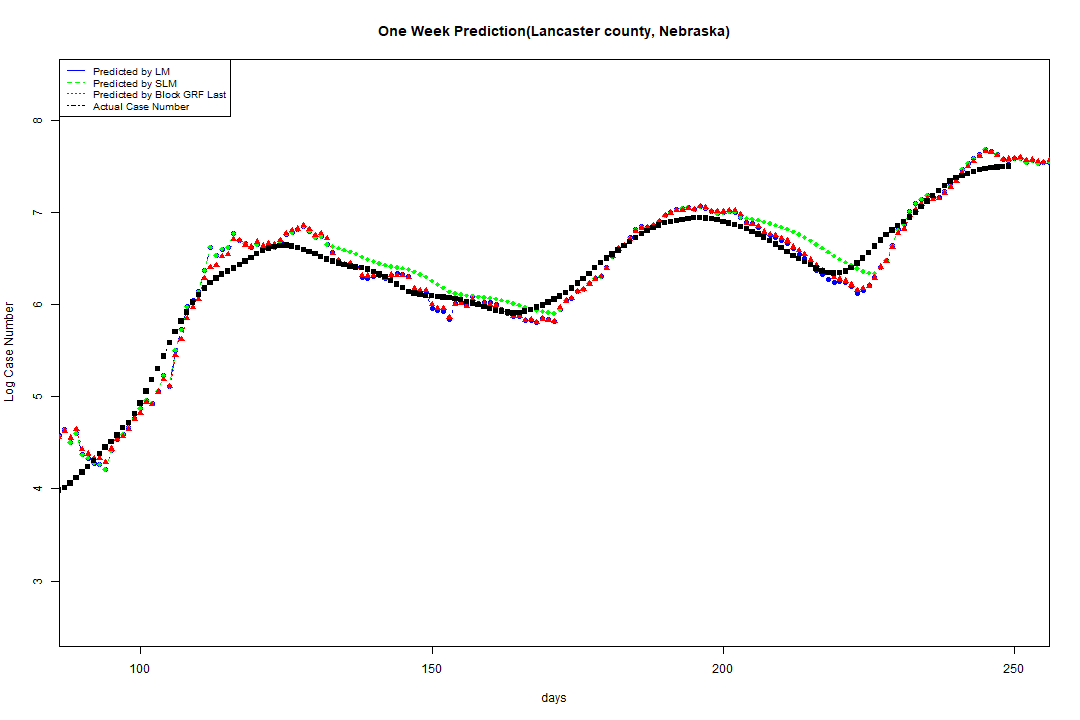 One Week Prediction(Lancaster county, Nebraska)
Predicted by LM
Predicted by SLM
Predicted by Block GRF Last
Actual Case Number
8
7
6
5
4
3
Log Case Number
100 150 200 250
days